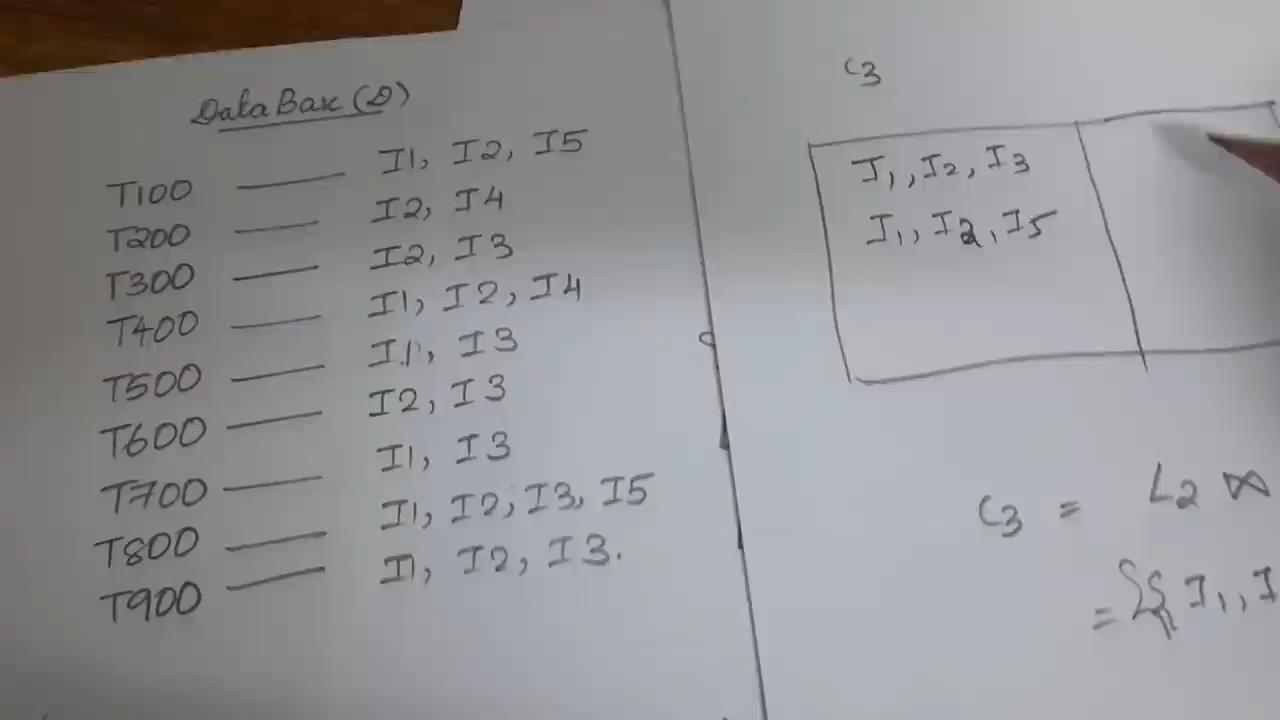 DataBase (D)
T100 — I1, I2, I5
T200 — I2, I4
T300 — I2, I3
T400 — I1, I2, I4
T500 — I1, I3
T600 — I2, I3
T700 — I1, I3
T800 — I1, I2, I3, I5
T900 — I1, I2, I3.
C3
I1, I2, I3
I1, I2, I5
C3 = L2 ⋈
= {{ I1, I